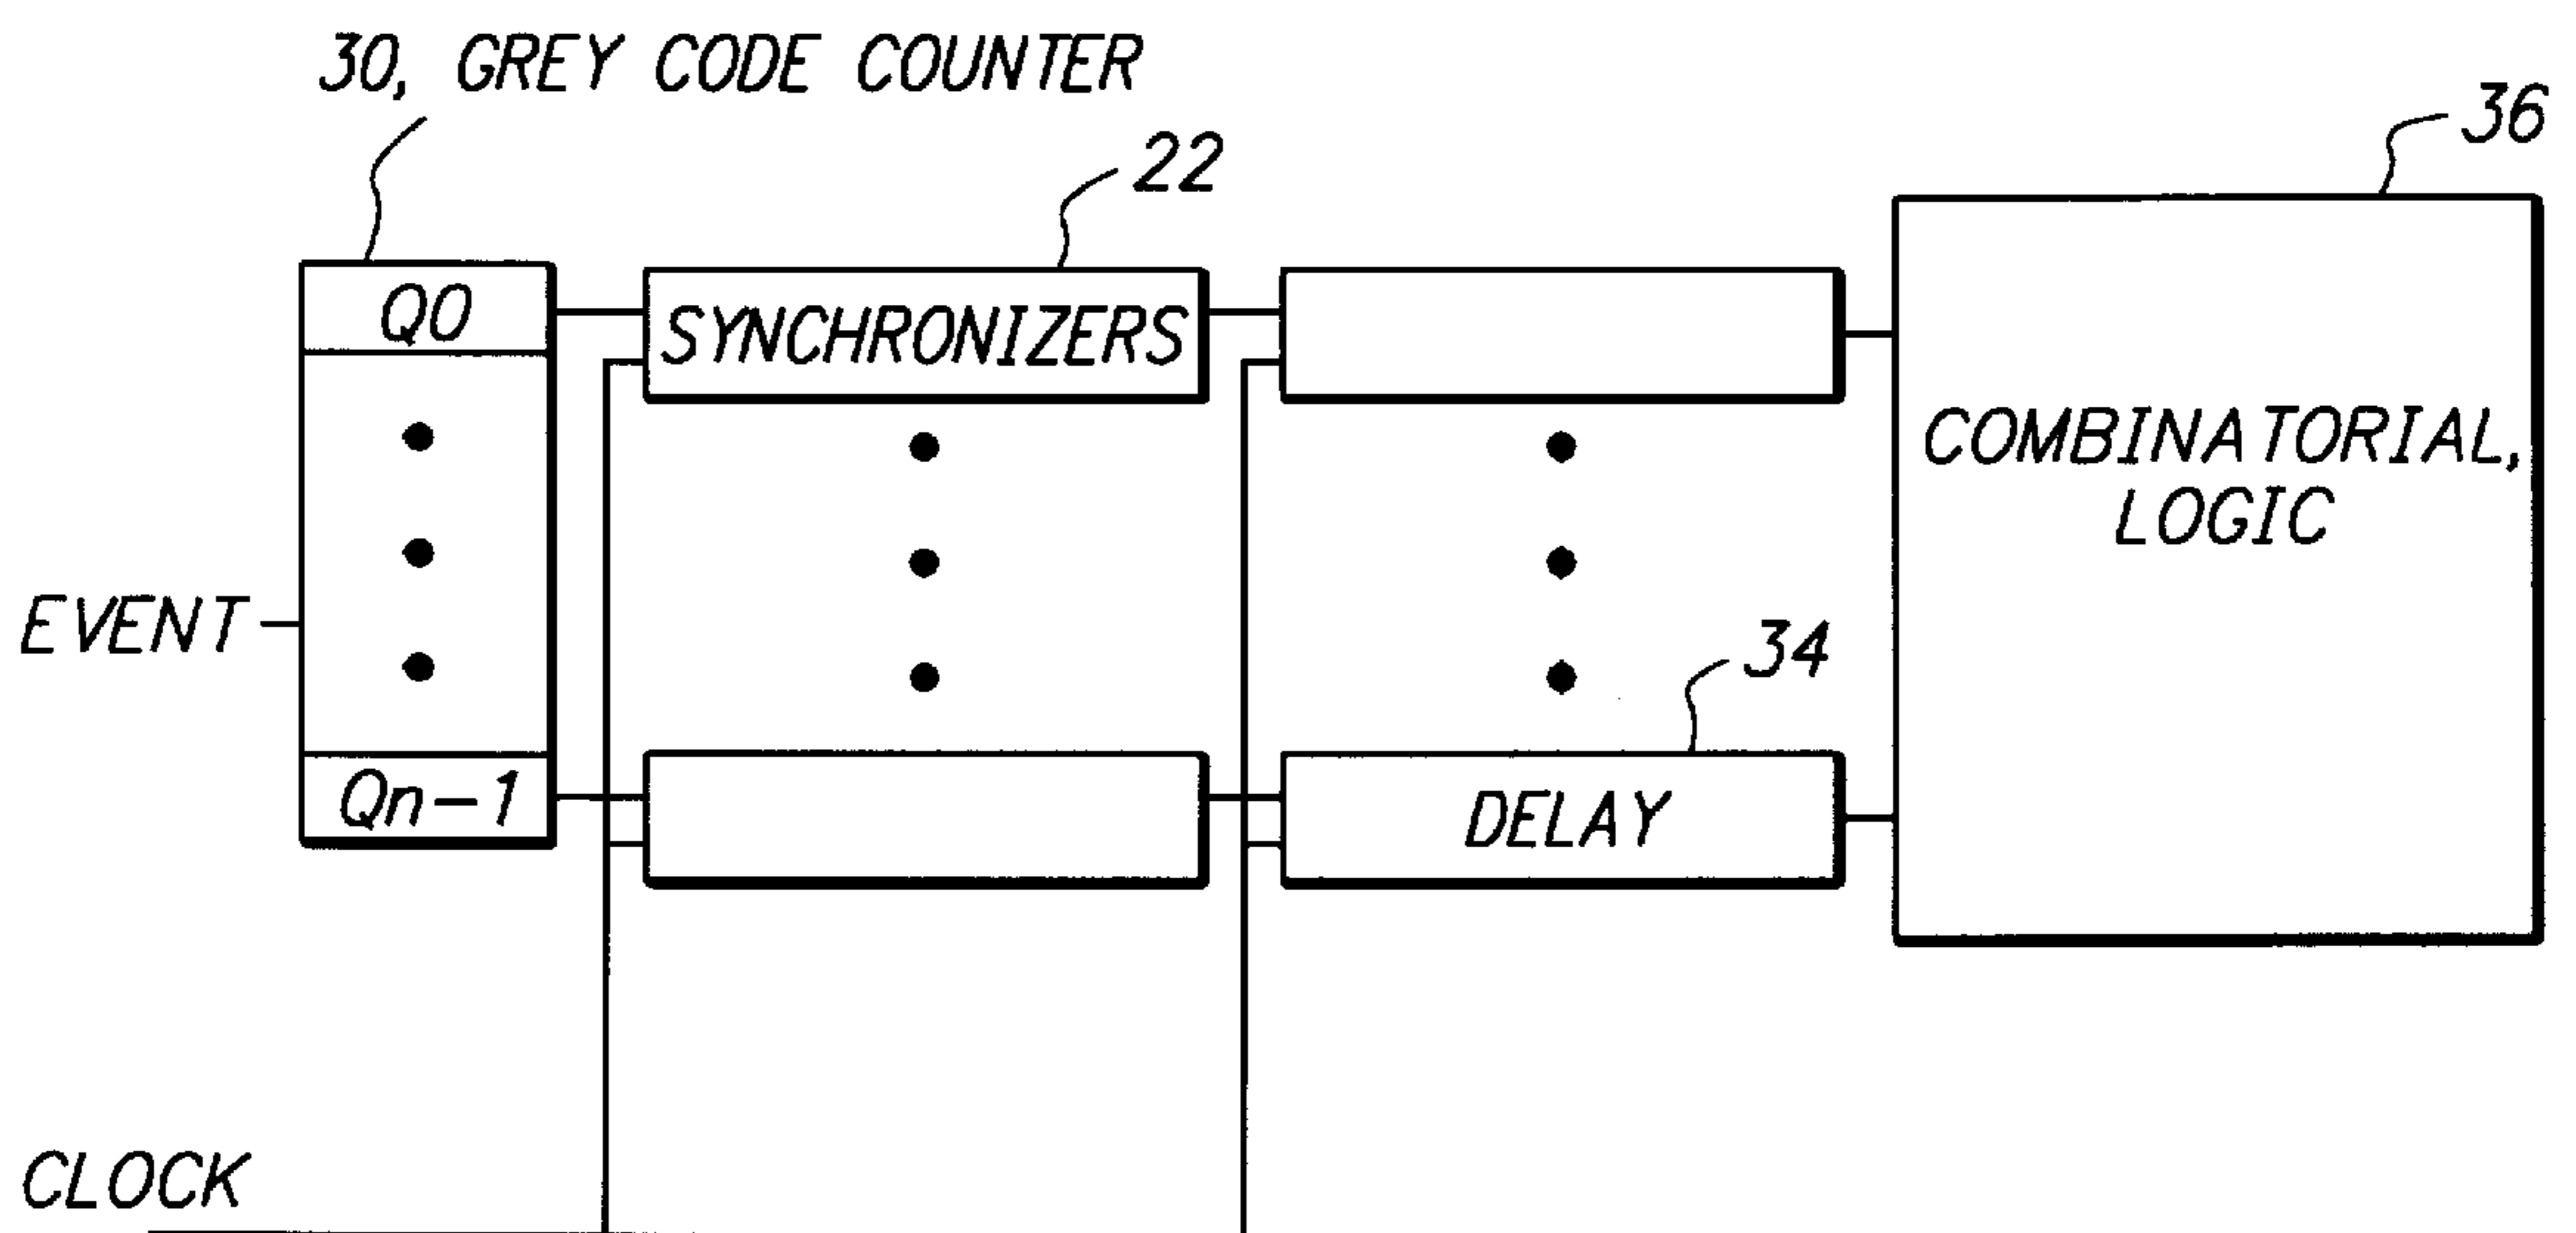 30, GREY CODE COUNTER
36
22
Q0
SYNCHRONIZERS
COMBINATORIAL,
LOGIC
EVENT
34
Qn-1
DELAY
CLOCK